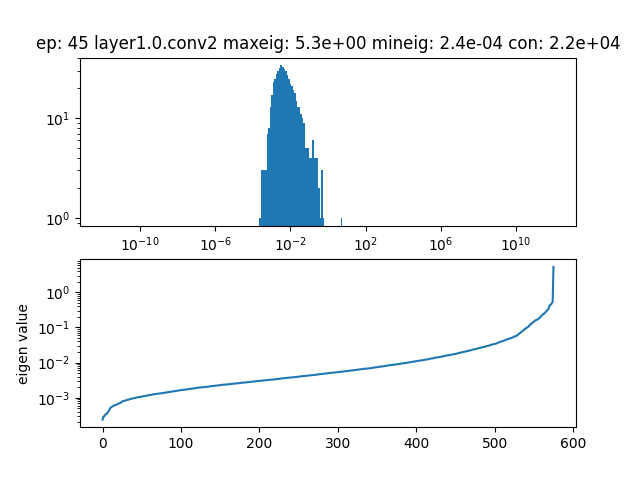 ep: 45 layer1.0.conv2 maxeig: 5.3e+00 mineig: 2.4e-04 con: 2.2e+04
10¹
10⁰
10⁻¹⁰ 10⁻⁶ 10⁻² 10² 10⁶ 10¹⁰
eigen value
10⁰
10⁻¹
10⁻²
10⁻³
0 100 200 300 400 500 600